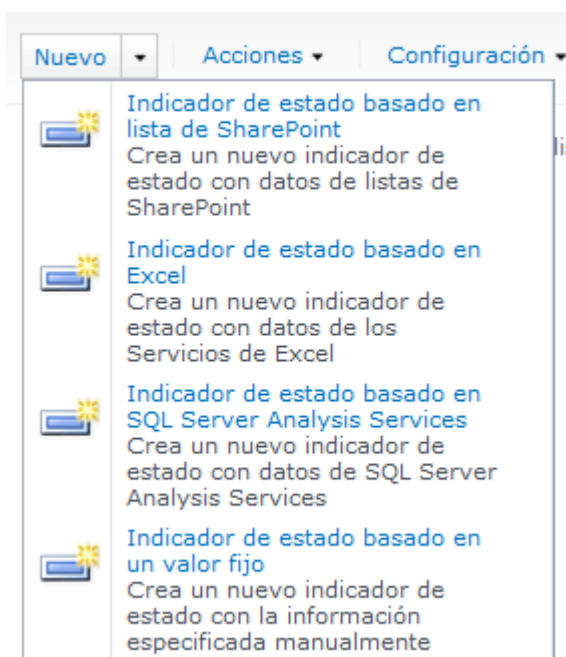 Nuevo Acciones Configuración
Indicador de estado basado en
lista de SharePoint
Crea un nuevo indicador de
estado con datos de listas de
SharePoint
Indicador de estado basado en
Excel
Crea un nuevo indicador de
estado con datos de los
Servicios de Excel
Indicador de estado basado en
SQL Server Analysis Services
Crea un nuevo indicador de
estado con datos de SQL Server
Analysis Services
Indicador de estado basado en
un valor fijo
Crea un nuevo indicador de
estado con la información
especificada manualmente